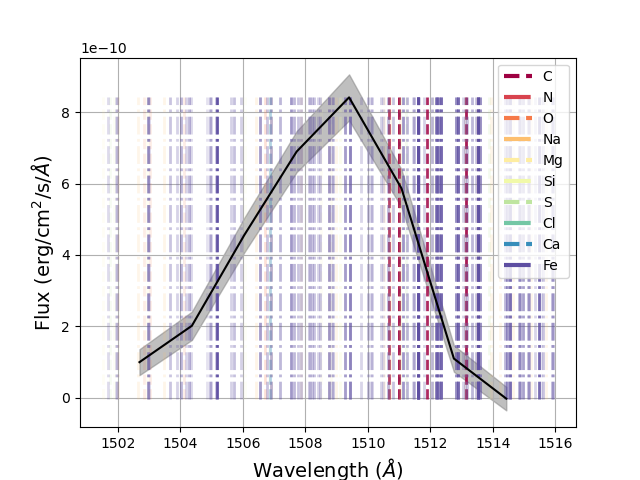 1e−10
Flux (erg/cm²/s/Å)
8
6
4
2
0
C
N
O
Na
Mg
Si
S
Cl
Ca
Fe
1502 1504 1506 1508 1510 1512 1514 1516
Wavelength (Å)